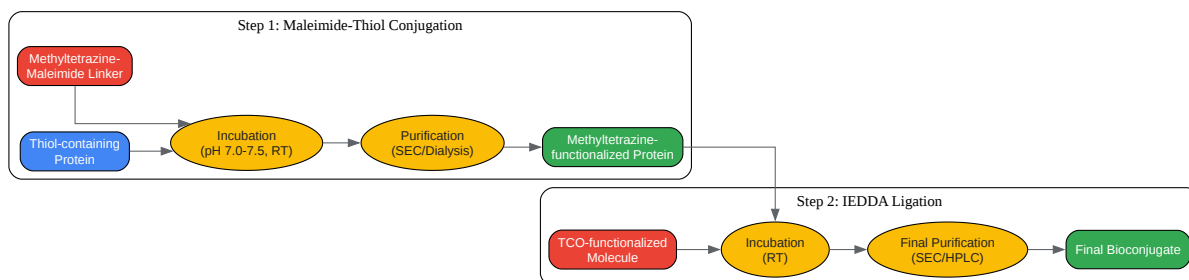 Step 1: Maleimide-Thiol Conjugation
Methyltetrazine-
Maleimide Linker
Thiol-containing
Protein
Incubation
(pH 7.0-7.5, RT)
Purification
(SEC/Dialysis)
Methyltetrazine-
functionalized Protein
Step 2: IEDDA Ligation
TCO-functionalized
Molecule
Incubation
(RT)
Final Purification
(SEC/HPLC)
Final Bioconjugate